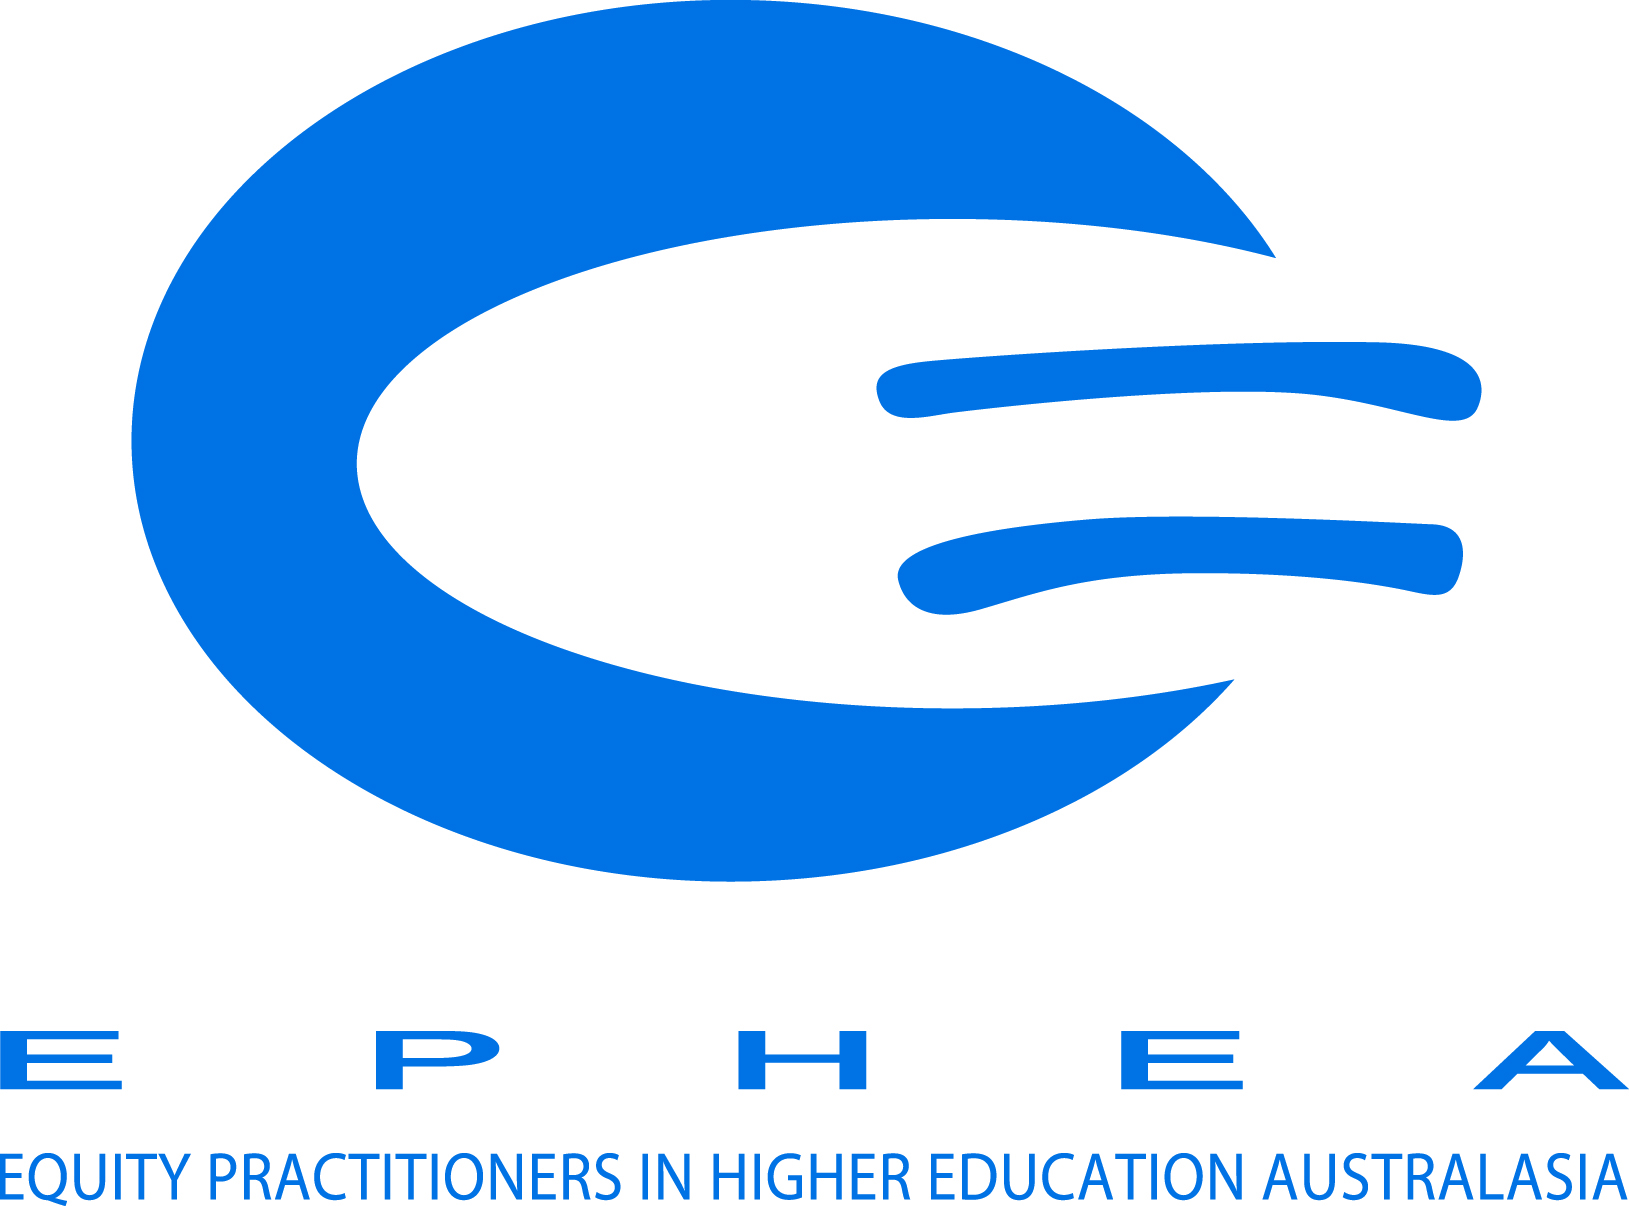 EPHEA
EQUITY PRACTITIONERS IN HIGHER EDUCATION AUSTRALASIA